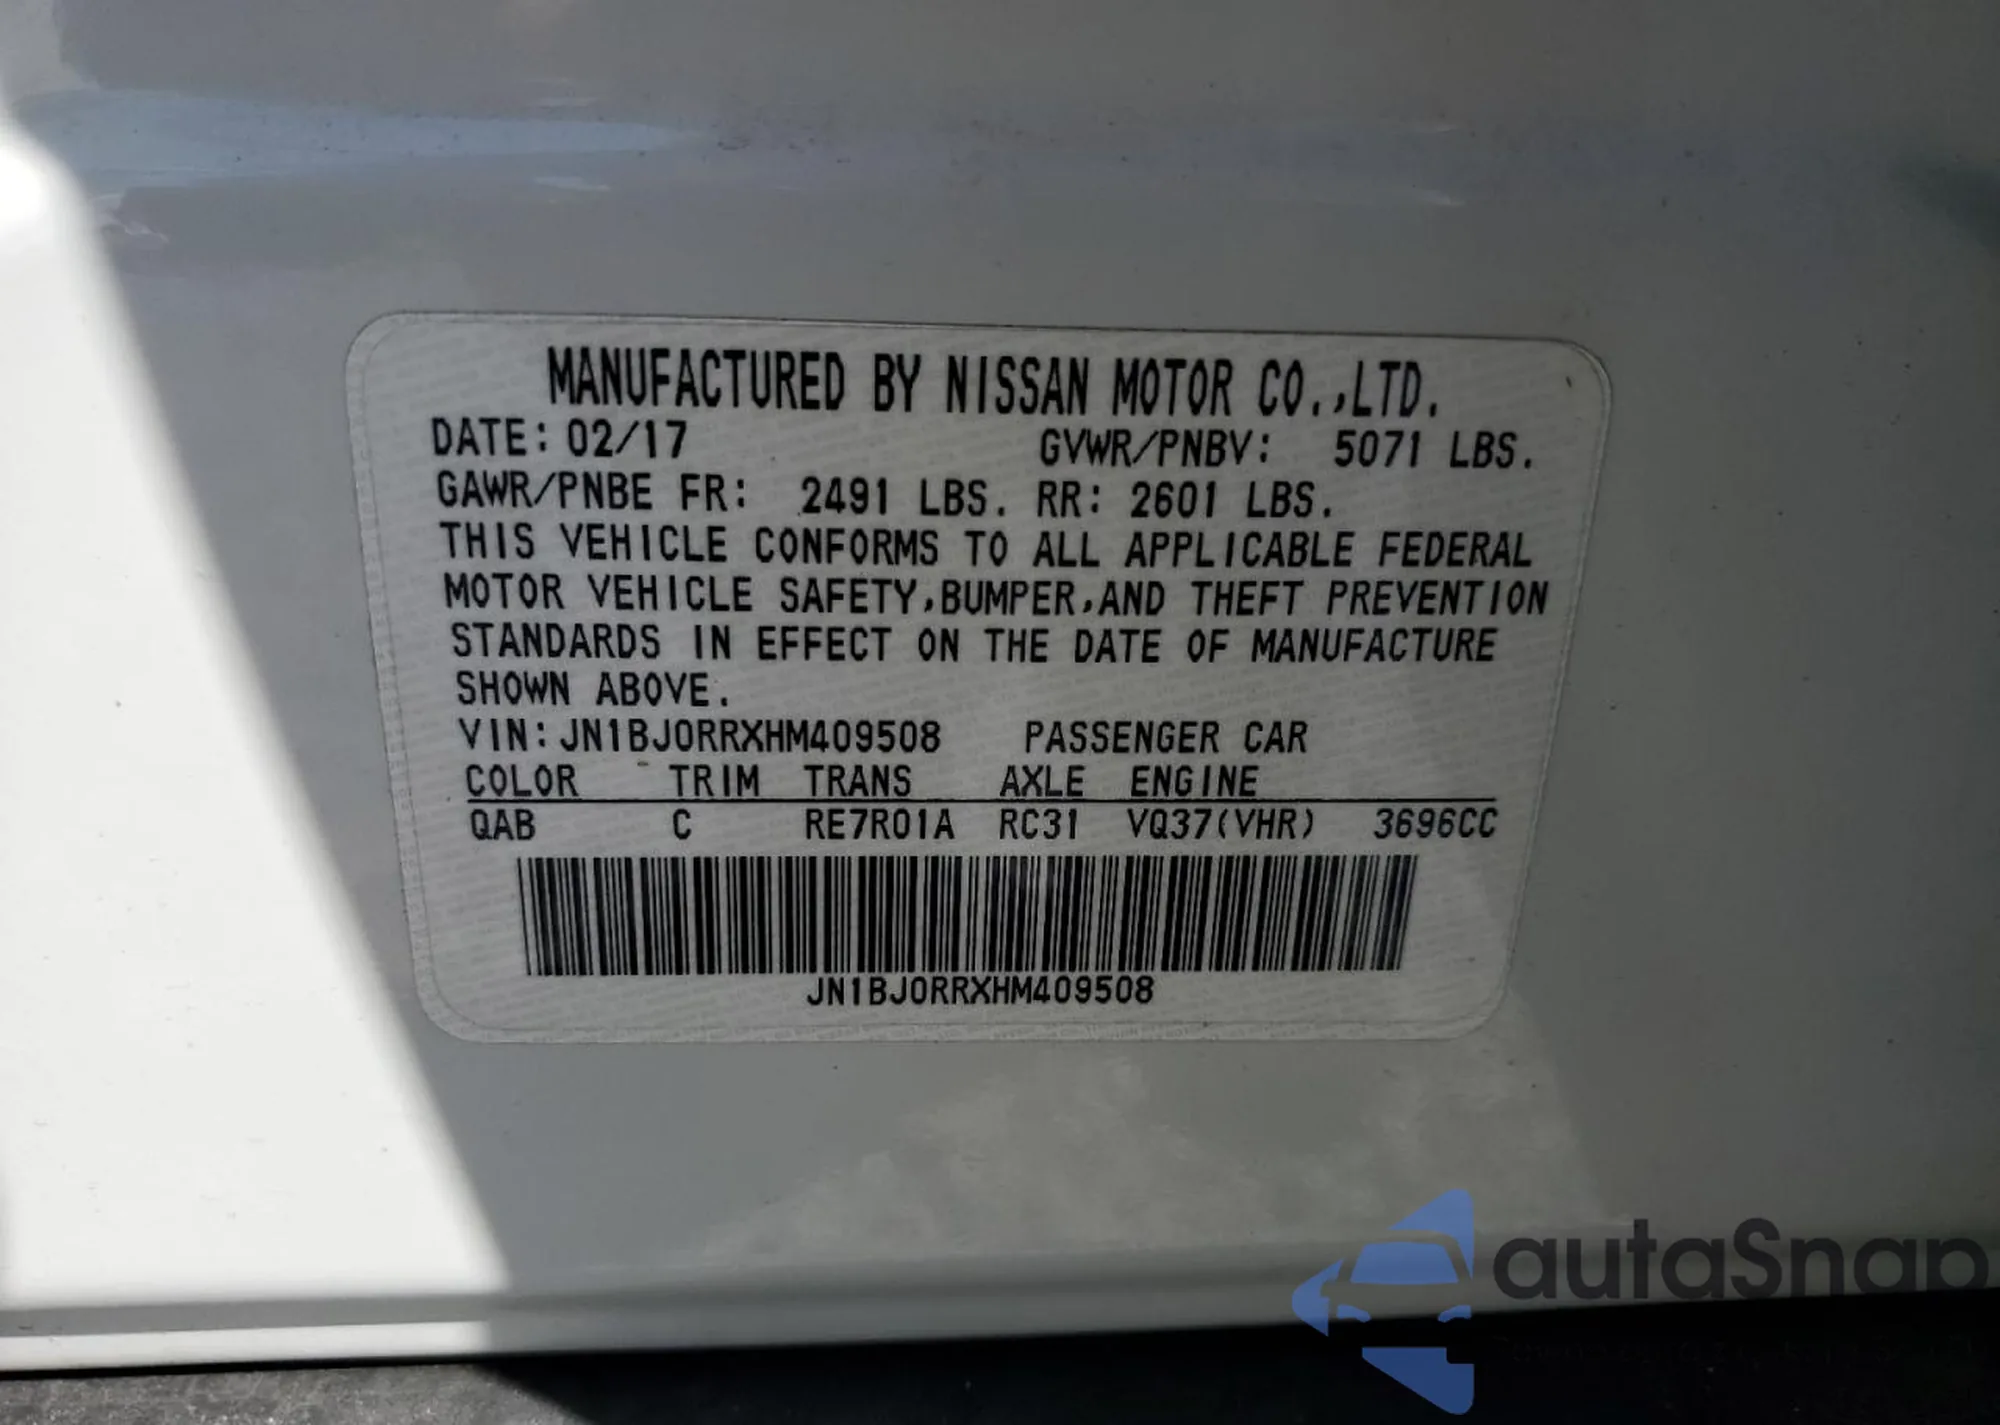 MANUFACTURED BY NISSAN MOTOR CO.,LTD.
DATE: 02/17 GVWR/PNBV: 5071 LBS.
GAWR/PNBE FR: 2491 LBS. RR: 2601 LBS.
THIS VEHICLE CONFORMS TO ALL APPLICABLE FEDERAL
MOTOR VEHICLE SAFETY,BUMPER,AND THEFT PREVENTION
STANDARDS IN EFFECT ON THE DATE OF MANUFACTURE
SHOWN ABOVE.
VIN: JN1BJ0RRXHM409508 PASSENGER CAR
COLOR TRIM TRANS AXLE ENGINE
QAB C RE7R01A RC31 VQ37(VHR) 3696CC
JN1BJ0RRXHM409508
autaSnap